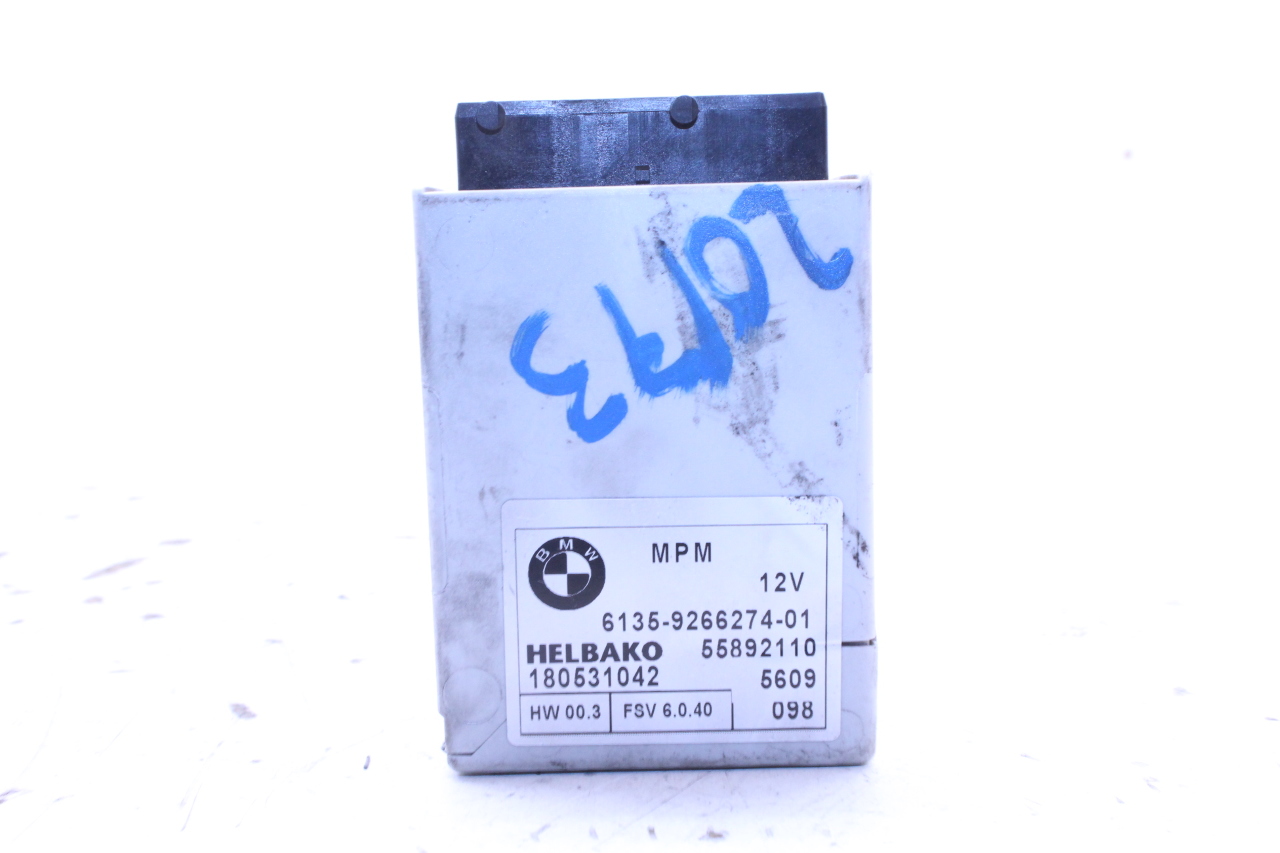 BMW
MPM
12V
6135-9266274-01
HELBAKO 55892110
180531042 5609
HW 00.3 FSV 6.0.40 098